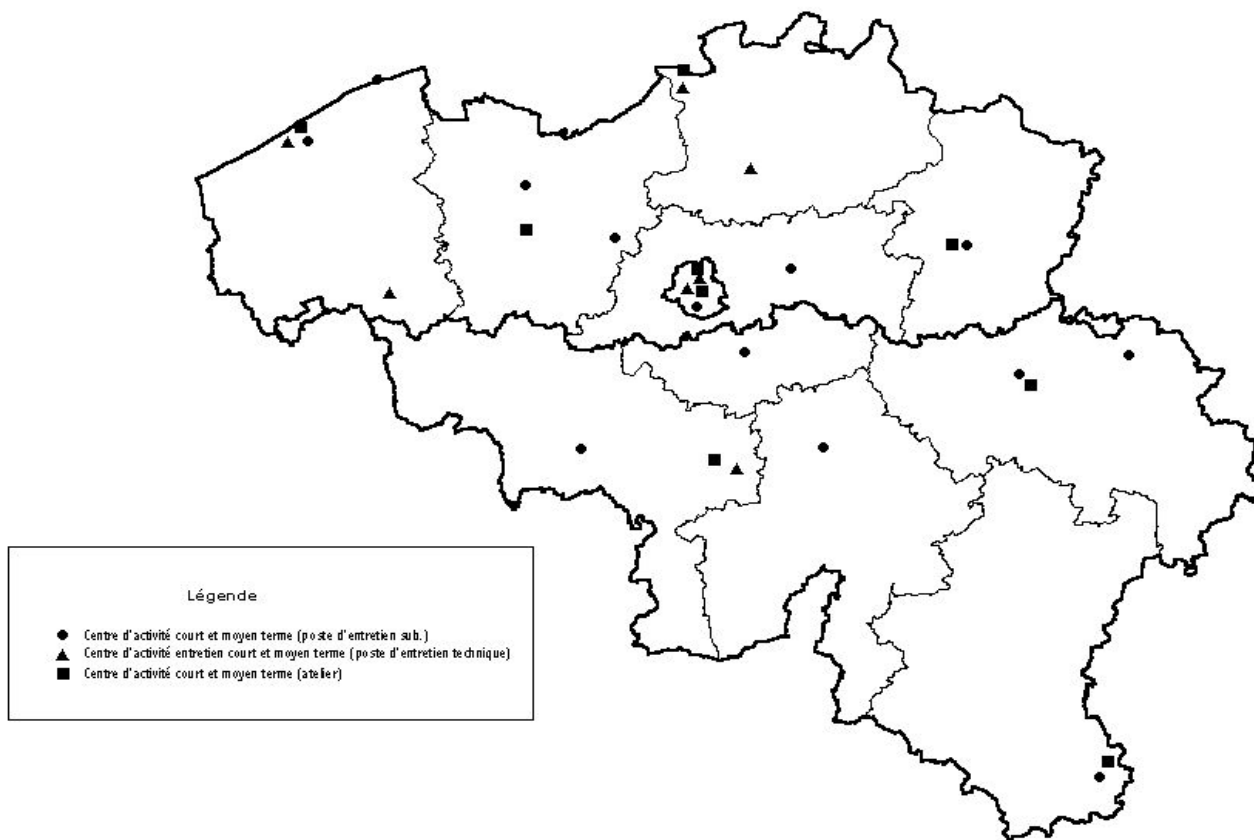 Légende
Centre d'activité court et moyen terme (poste d'entretien sub.)
Centre d'activité entretien court et moyen terme (poste d'entretien technique)
Centre d'activité court et moyen terme (atelier)